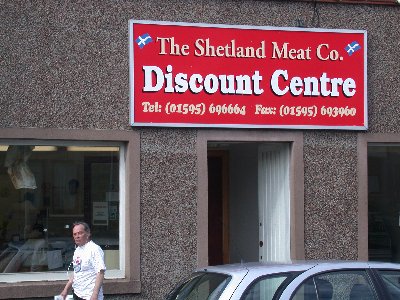 The Shetland Meat Co.
Discount Centre
Tel: (01595) 696664 Fax: (01595) 693960